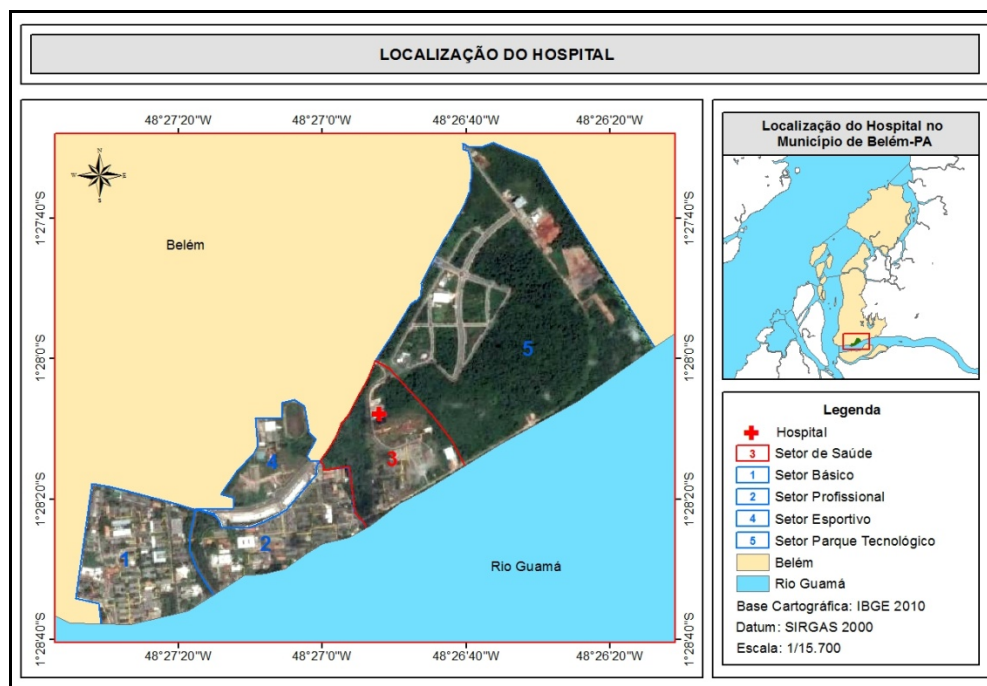 LOCALIZAÇÃO DO HOSPITAL
48°27'20"W 48°27'0"W 48°26'40"W 48°26'20"W
N
W E
S
1°27'40"S 1°27'40"S
Belém
5
1°28'0"S 1°28'0"S
4
3
1°28'20"S 1°28'20"S
1
2
Rio Guamá
1°28'40"S 1°28'40"S
48°27'20"W 48°27'0"W 48°26'40"W 48°26'20"W
Localização do Hospital no
Município de Belém-PA
Legenda
Hospital
3 Setor de Saúde
1 Setor Básico
2 Setor Profissional
4 Setor Esportivo
5 Setor Parque Tecnológico
Belém
Rio Guamá
Base Cartográfica: IBGE 2010
Datum: SIRGAS 2000
Escala: 1/15.700